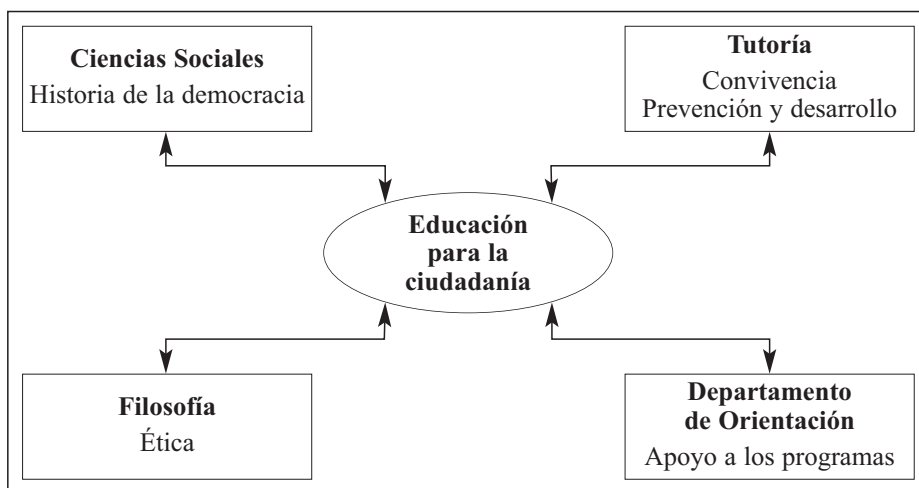 Ciencias Sociales
Historia de la democracia
Tutoría
Convivencia
Prevención y desarrollo
Educación
para la
ciudadanía
Filosofía
Ética
Departamento
de Orientación
Apoyo a los programas